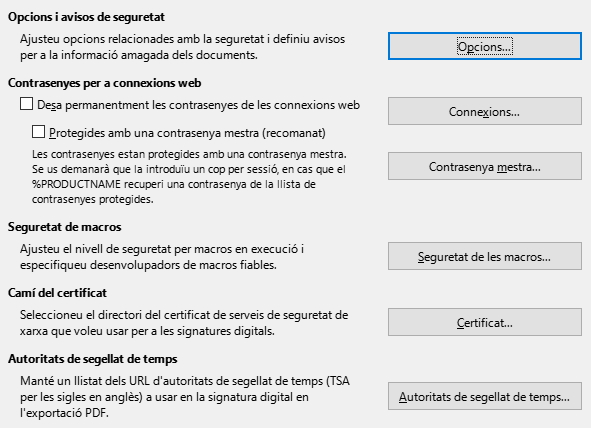 Opcions i avisos de seguretat
Ajusteu opcions relacionades amb la seguretat i definiu avisos
per a la informació amagada dels documents.
Opcions...
Contrasenyes per a connexions web
Desa permanentment les contrasenyes de les connexions web
Connexions...
Protegides amb una contrasenya mestra (recomanat)
Les contrasenyes estan protegides amb una contrasenya mestra.
Se us demanarà que la introduïu un cop per sessió, en cas que el
%PRODUCTNAME recuperi una contrasenya de la llista de
contrasenyes protegides.
Contrasenya mestra...
Seguretat de macros
Ajusteu el nivell de seguretat per macros en execució i
especifiqueu desenvolupadors de macros fiables.
Seguretat de les macros...
Camí del certificat
Seleccioneu el directori del certificat de serveis de seguretat de
xarxa que voleu usar per a les signatures digitals.
Certificat...
Autoritats de segellat de temps
Manté un llistat dels URL d'autoritats de segellat de temps (TSA
per les sigles en anglès) a usar en la signatura digital en
l'exportació PDF.
Autoritats de segellat de temps...